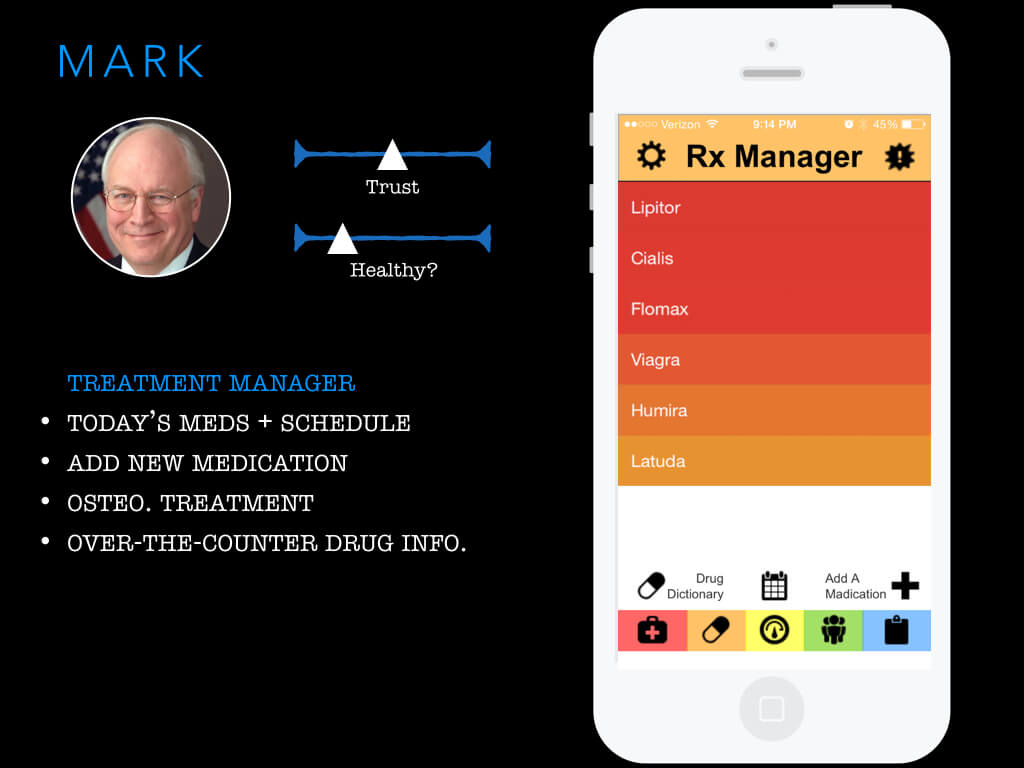 MARK
Trust
Healthy?
TREATMENT MANAGER
• TODAY'S MEDS + SCHEDULE
• ADD NEW MEDICATION
• OSTEO. TREATMENT
• OVER-THE-COUNTER DRUG INFO.
Verizon 9:14 PM 45%
Rx Manager
Lipitor
Cialis
Flomax
Viagra
Humira
Latuda
Drug
Dictionary
Add A
Madication